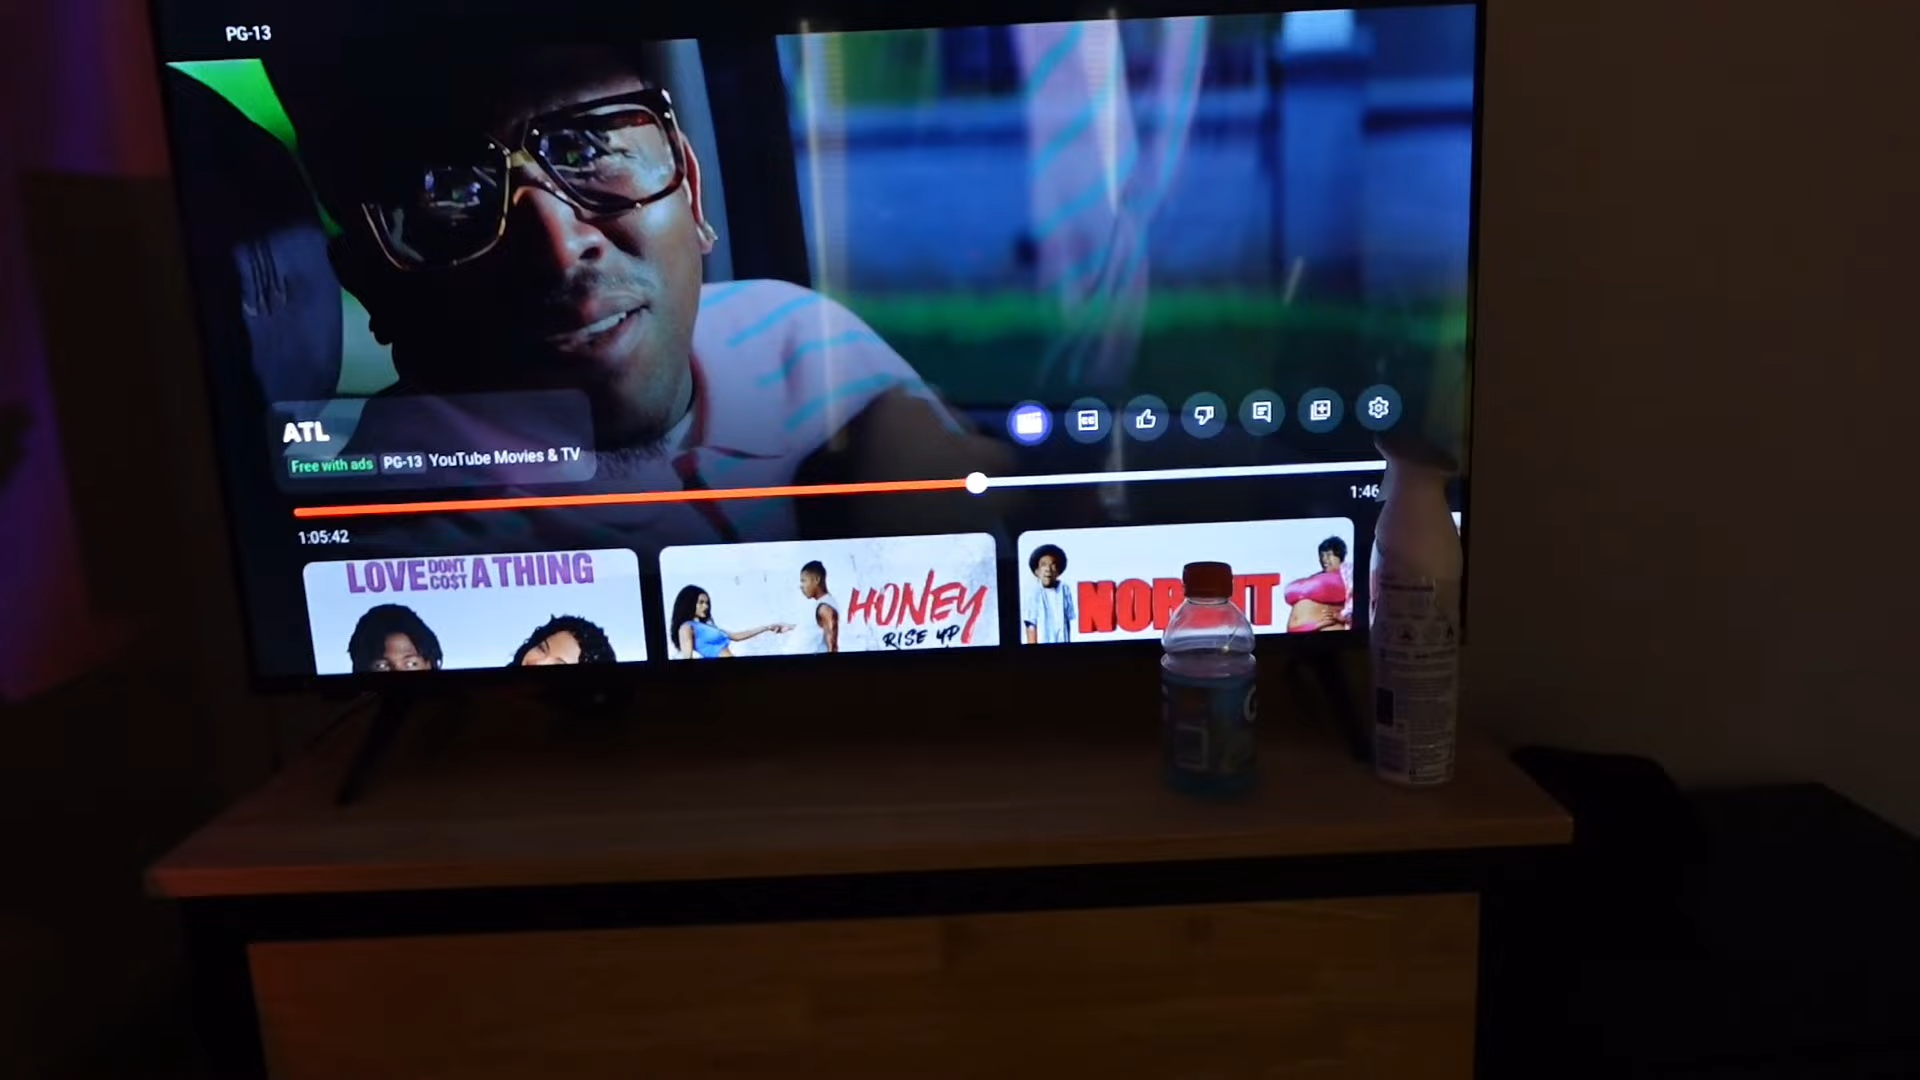 PG-13
ATL
Free with ads PG-13 YouTube Movies & TV
1:05:42
1:46
LOVE DON'T CO$T A THING
HONEY
RISE UP
G